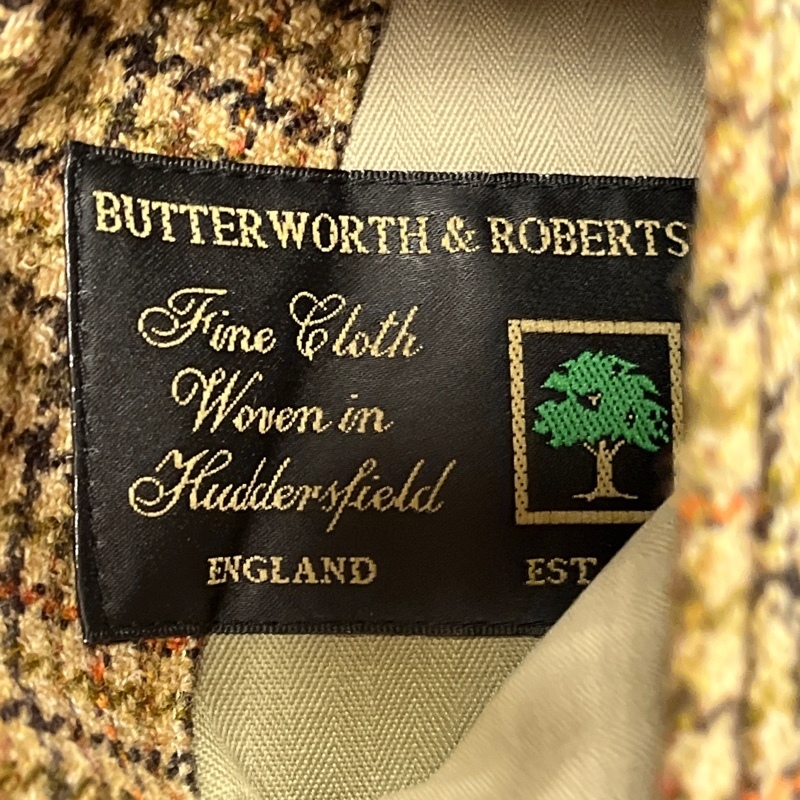 BUTTERWORTH & ROBERTS
Fine Cloth
Woven in
Huddersfield
ENGLAND
EST